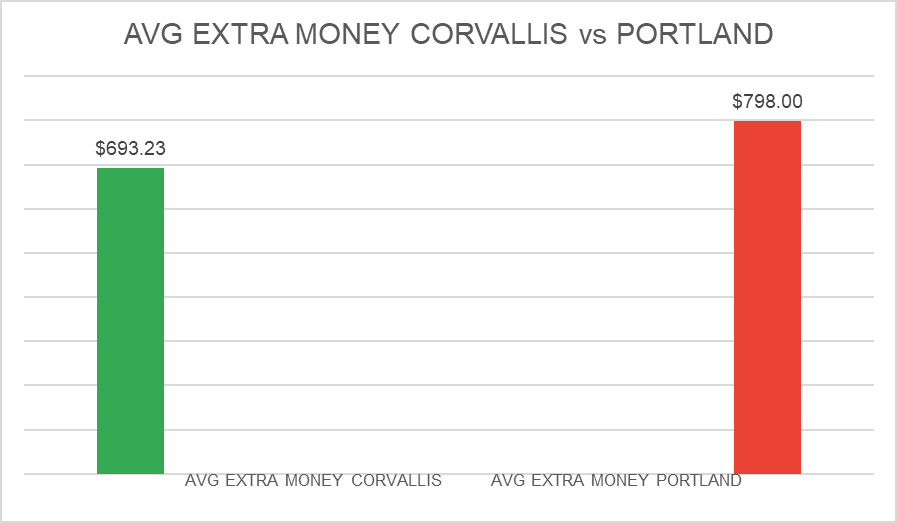 AVG EXTRA MONEY CORVALLIS vs PORTLAND
$798.00
$693.23
AVG EXTRA MONEY CORVALLIS
AVG EXTRA MONEY PORTLAND